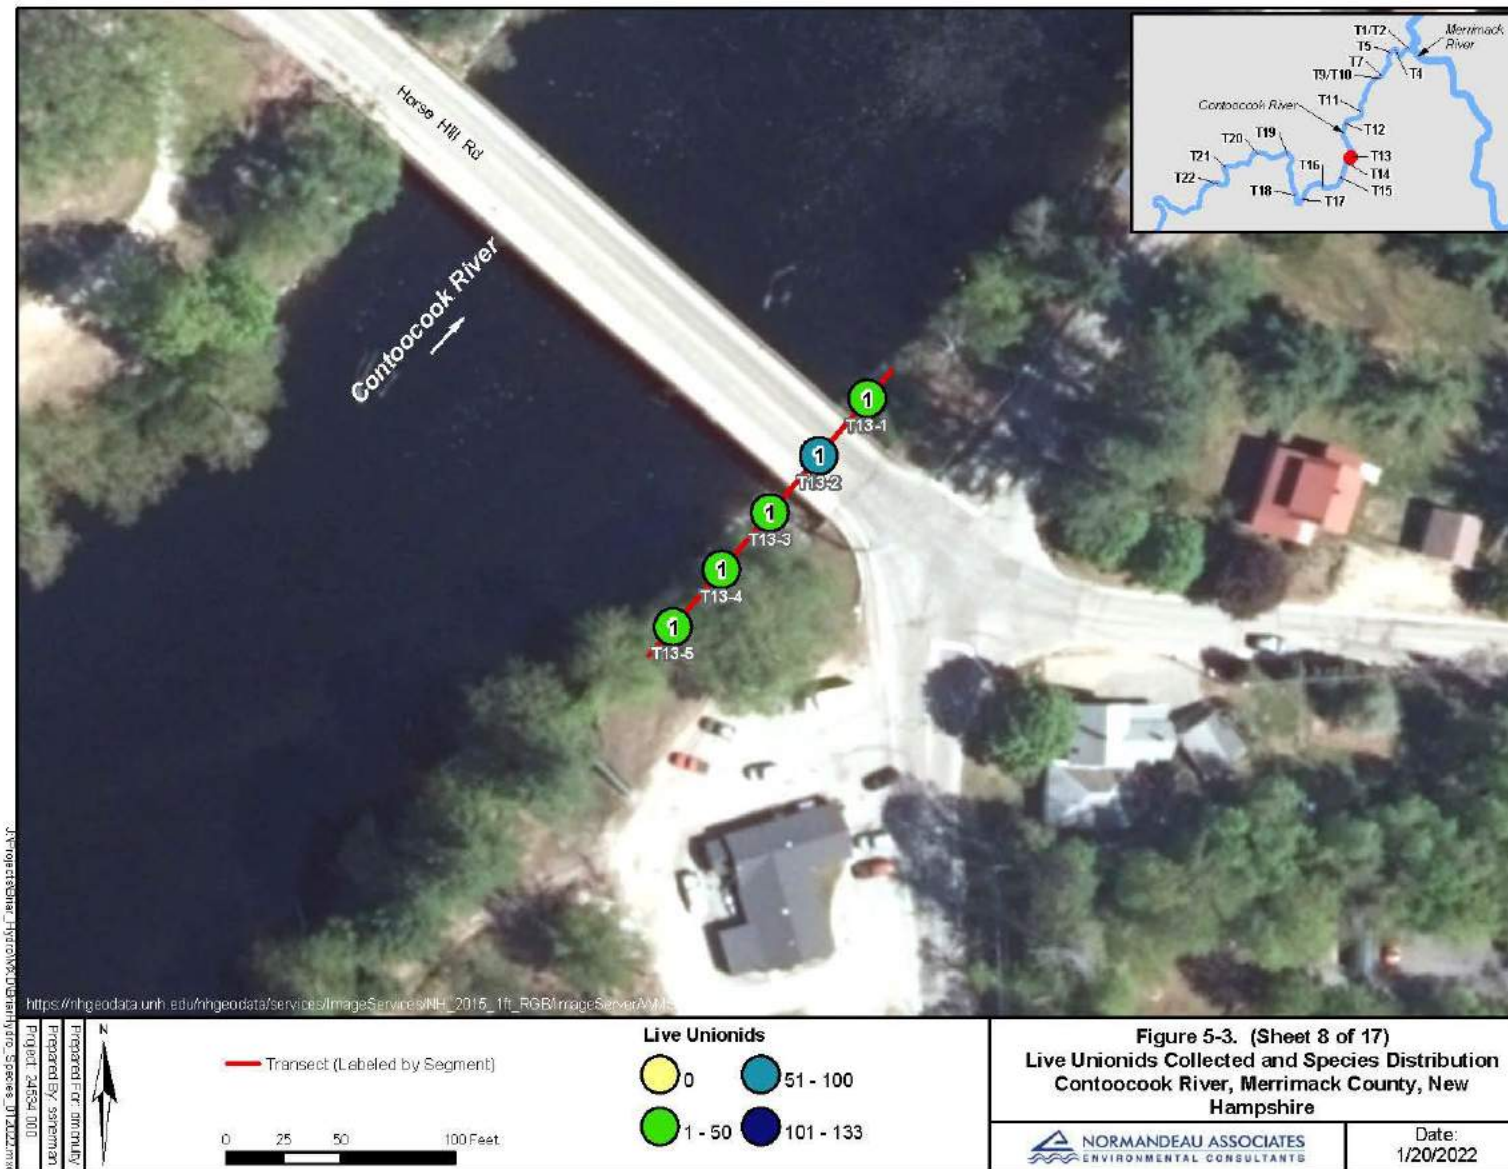 T1/T2
Merrimack
River
T5
T7
T4
T9/T10
T11
Contoocook River
T12
T19
T20
T13
T21
T16
T14
T22
T15
T18
T17
Horse Hill Rd
Contoocook River
1
T13-1
1
T13-2
1
T13-3
1
T13-4
1
T13-5
https://nhgeodata.unh.edu/nhgeodata/services/ImageServices/NH_2015_1ft_RGB/ImageServer/WMS
Project: 24534.000
Prepared By:
Prepared For:
N
Transect (Labeled by Segment)
0 25 50 100 Feet
Live Unionids
0
51 - 100
1 - 50
101 - 133
Figure 5-3. (Sheet 8 of 17)
Live Unionids Collected and Species Distribution
Contoocook River, Merrimack County, New
Hampshire
NORMANDEAU ASSOCIATES
ENVIRONMENTAL CONSULTANTS
Date:
1/20/2022